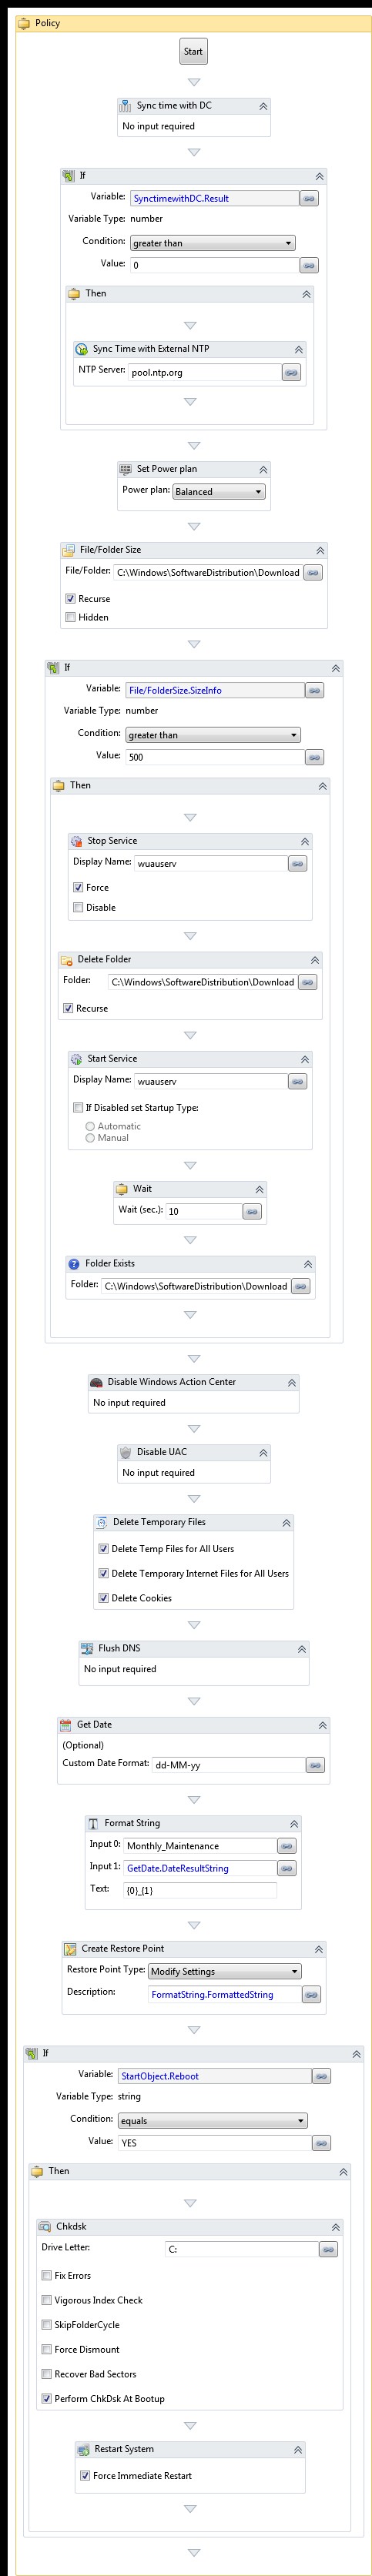 Policy
Start
Sync time with DC
No input required
If
Variable: SynctimewithDC.Result
Variable Type: number
Condition: greater than
Value: 0
Then
Sync Time with External NTP
NTP Server: pool.ntp.org
Set Power plan
Power plan: Balanced
File/Folder Size
File/Folder: C:\Windows\SoftwareDistribution\Download
Recurse
Hidden
If
Variable: File/FolderSize.SizeInfo
Variable Type: number
Condition: greater than
Value: 500
Then
Stop Service
Display Name: wuauserv
Force
Disable
Delete Folder
Folder: C:\Windows\SoftwareDistribution\Download
Recurse
Start Service
Display Name: wuauserv
If Disabled set Startup Type:
Automatic
Manual
Wait
Wait (sec.): 10
Folder Exists
Folder: C:\Windows\SoftwareDistribution\Download
Disable Windows Action Center
No input required
Disable UAC
No input required
Delete Temporary Files
Delete Temp Files for All Users
Delete Temporary Internet Files for All Users
Delete Cookies
Flush DNS
No input required
Get Date
(Optional)
Custom Date Format: dd-MM-yy
Format String
Input 0: Monthly_Maintenance
Input 1: GetDate.DateResultString
Text: {0}_{1}
Create Restore Point
Restore Point Type: Modify Settings
Description: FormatString.FormattedString
If
Variable: StartObject.Reboot
Variable Type: string
Condition: equals
Value: YES
Then
Chkdsk
Drive Letter: C:
Fix Errors
Vigorous Index Check
SkipFolderCycle
Force Dismount
Recover Bad Sectors
Perform ChkDsk At Bootup
Restart System
Force Immediate Restart